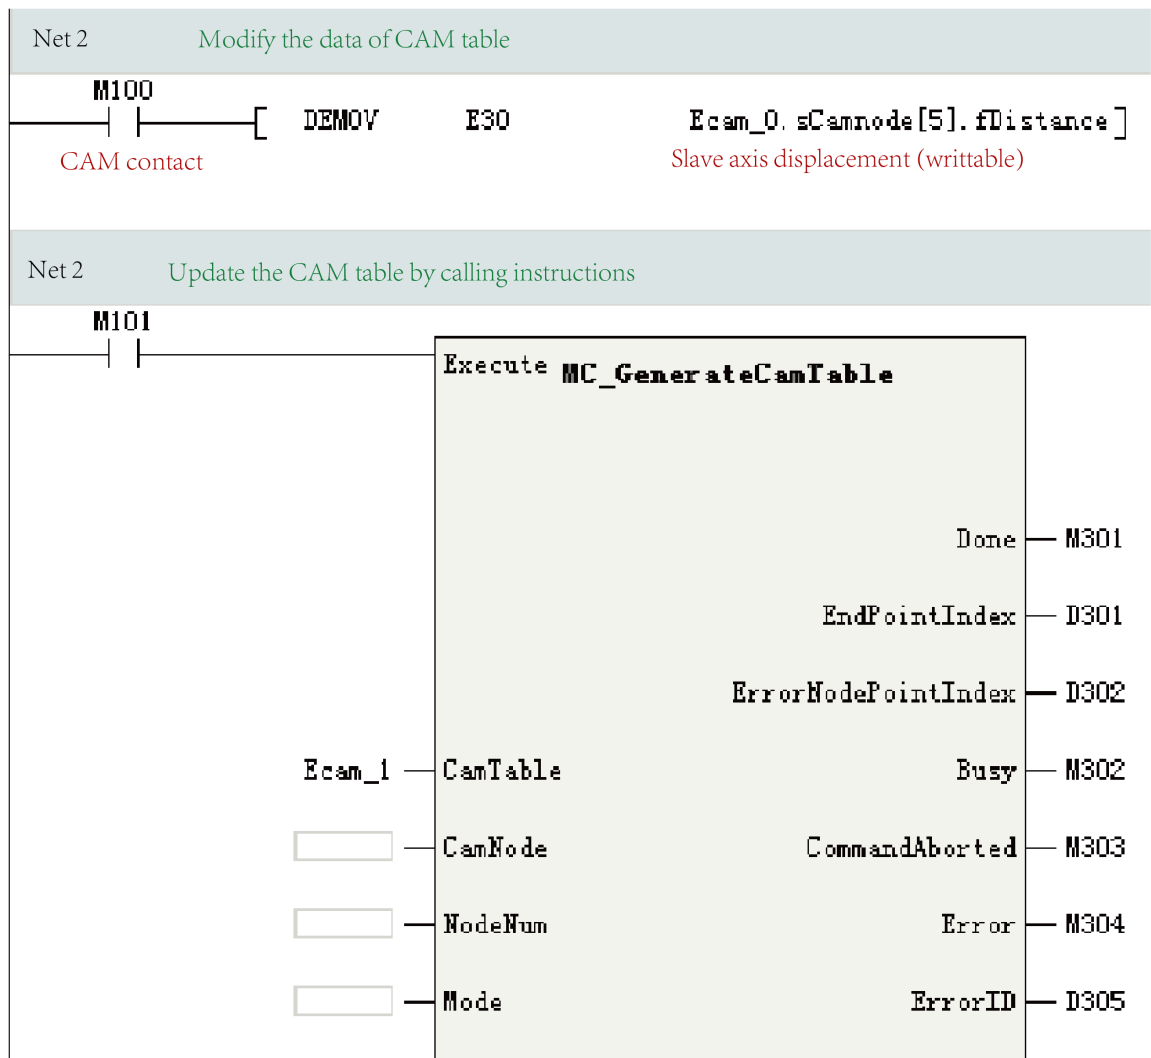 Net 2 Modify the data of CAM table
M100
DEMOV E30 Ecam_0.sCamnode[5].fDistance]
CAM contact Slave axis displacement (writtable)
Net 2 Update the CAM table by calling instructions
M101
Execute MC_GenerateCamTable
Done M301
EndPointIndex D301
ErrorNodePointIndex D302
Ecam_1 CamTable Busy M302
CamNode CommandAborted M303
NodeNum Error M304
Mode ErrorID D305